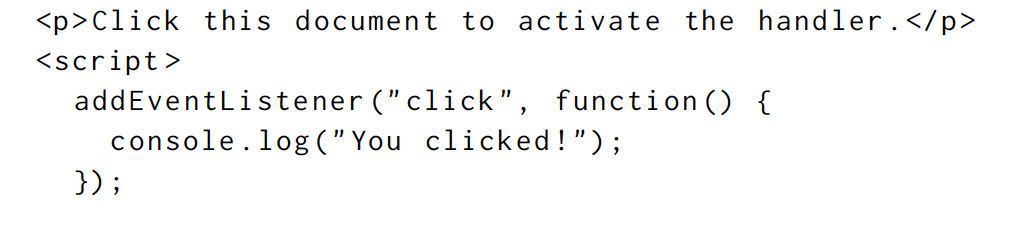 <p>Click this document to activate the handler.</p>
<script>
  addEventListener("click", function() {
    console.log("You clicked!");
  });